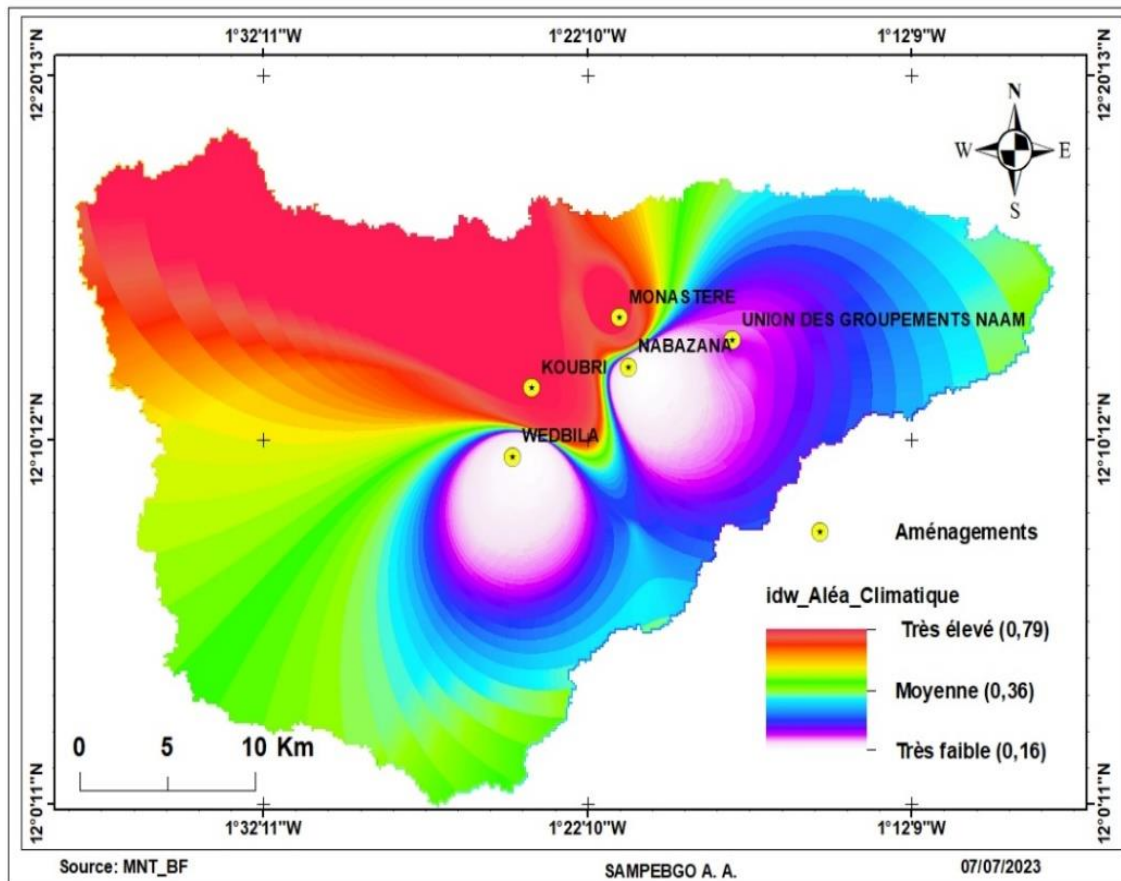 1°32'11"W 1°22'10"W 1°12'9"W
12°20'13"N 12°20'13"N
N
W E
S
MONASTERE
UNION DES GROUPEMENTS NAAM
NABAZANA
KOUBRI
12°10'12"N 12°10'12"N
WEDBILA
Aménagements
idw_Aléa_Climatique
Très élevé (0,79)
Moyenne (0,36)
Très faible (0,16)
0 5 10 Km
12°0'11"N 12°0'11"N
1°32'11"W 1°22'10"W 1°12'9"W
Source: MNT_BF SAMPEBGO A. A. 07/07/2023